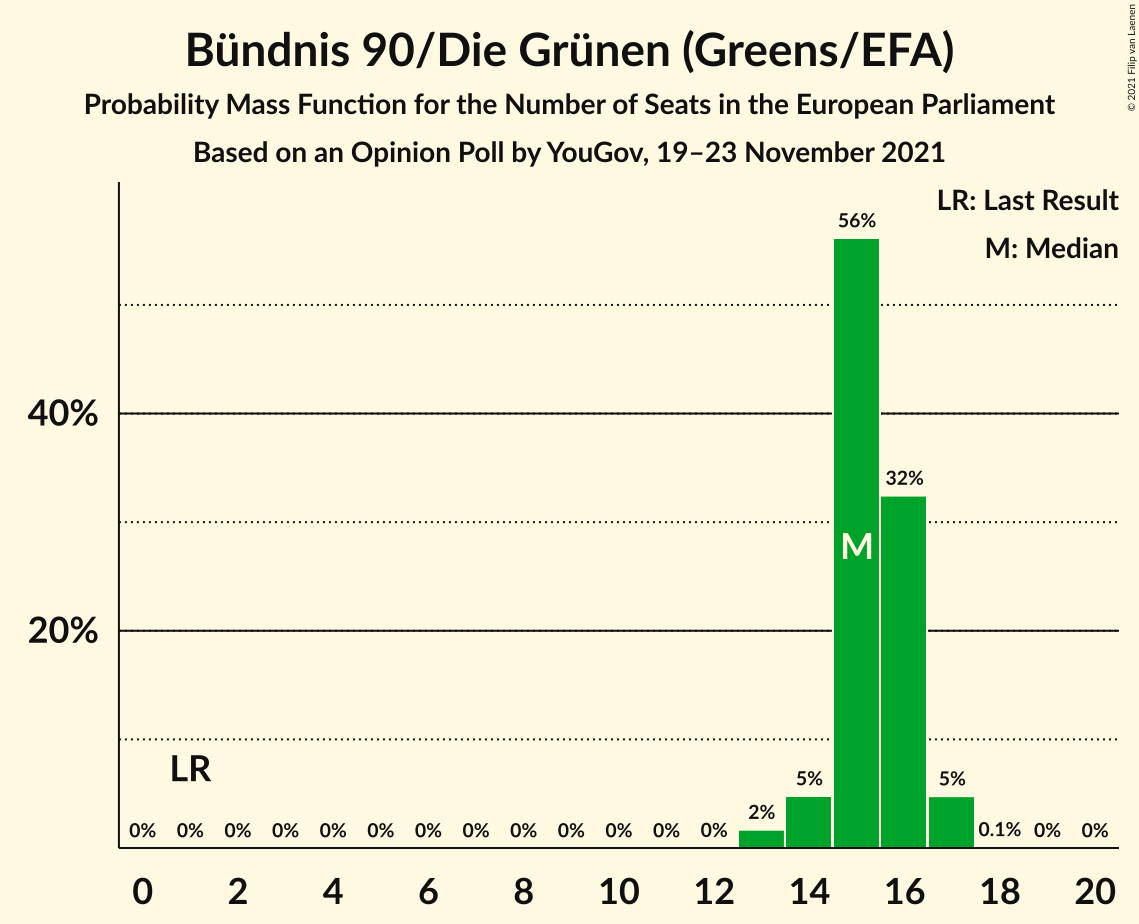 Bündnis 90/Die Grünen (Greens/EFA)
Probability Mass Function for the Number of Seats in the European Parliament
Based on an Opinion Poll by YouGov, 19–23 November 2021
© 2021 Filip van Laenen
LR: Last Result
M: Median
56%
40%
32%
M
20%
LR
5% 5%
2%
0% 0% 0% 0% 0% 0% 0% 0% 0% 0% 0% 0% 0% 0.1% 0% 0%
0 2 4 6 8 10 12 14 16 18 20